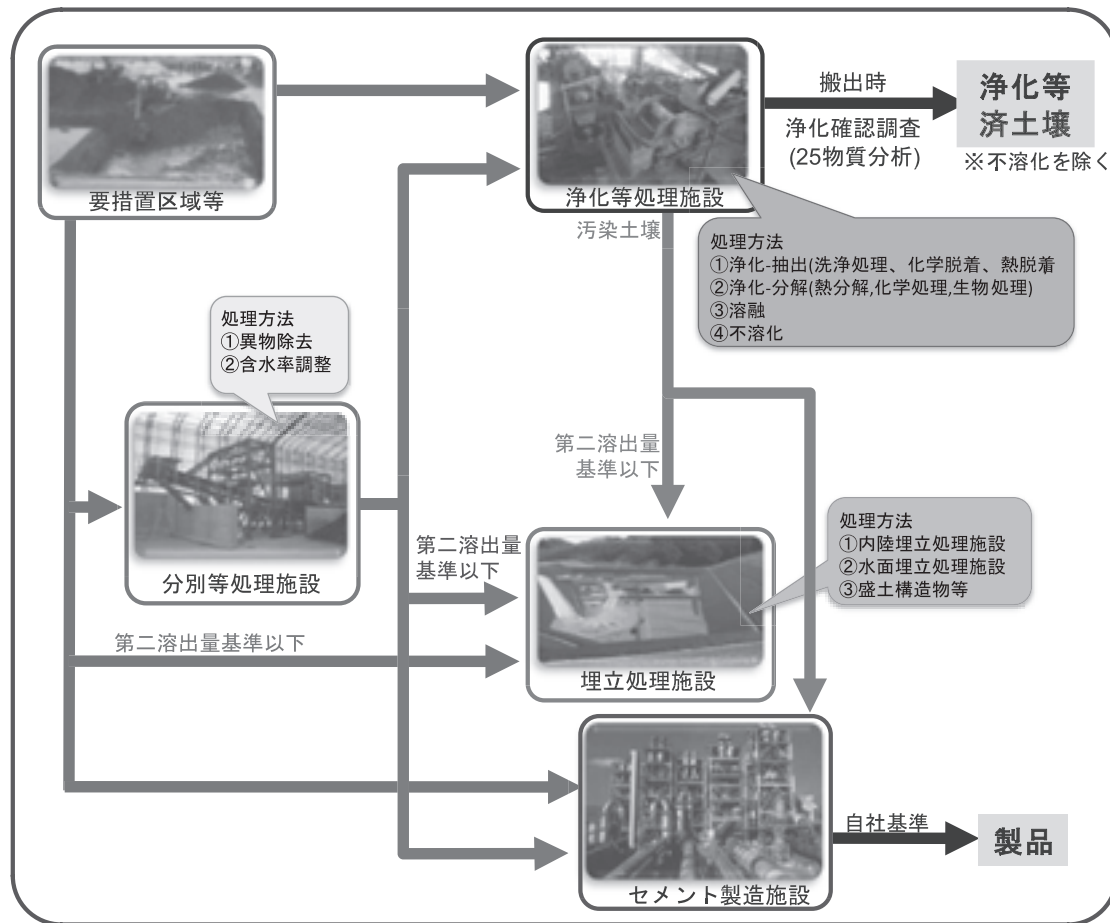 要措置区域等
浄化等処理施設
搬出時
浄化確認調査
(25物質分析)
浄化等
済土壌
※不溶化を除く
汚染土壌
処理方法
①浄化-抽出(洗浄処理、化学脱着、熱脱着
②浄化-分解(熱分解,化学処理,生物処理)
③溶融
④不溶化
処理方法
①異物除去
②含水率調整
分別等処理施設
第二溶出量
基準以下
第二溶出量
基準以下
処理方法
①内陸埋立処理施設
②水面埋立処理施設
③盛土構造物等
第二溶出量基準以下
埋立処理施設
セメント製造施設
自社基準
製品